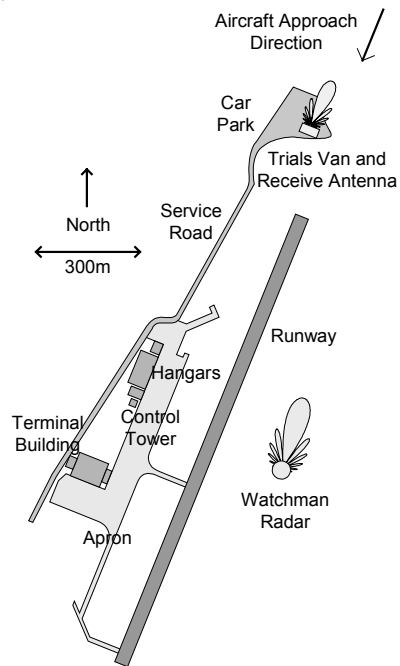 Aircraft Approach
Direction
Car
Park
Trials Van and
Receive Antenna
North
300m
Service
Road
Runway
Hangars
Control
Tower
Terminal
Building
Watchman
Radar
Apron